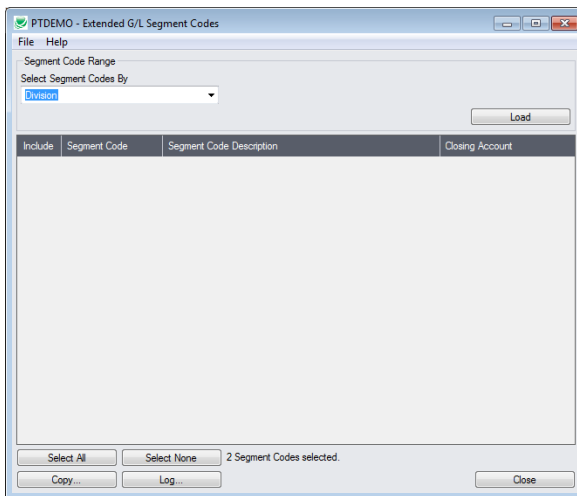 PTDEMO - Extended G/L Segment Codes
File Help
Segment Code Range
Select Segment Codes By
Division
Load
Include Segment Code Segment Code Description Closing Account
Select All Select None 2 Segment Codes selected.
Copy... Log... Close